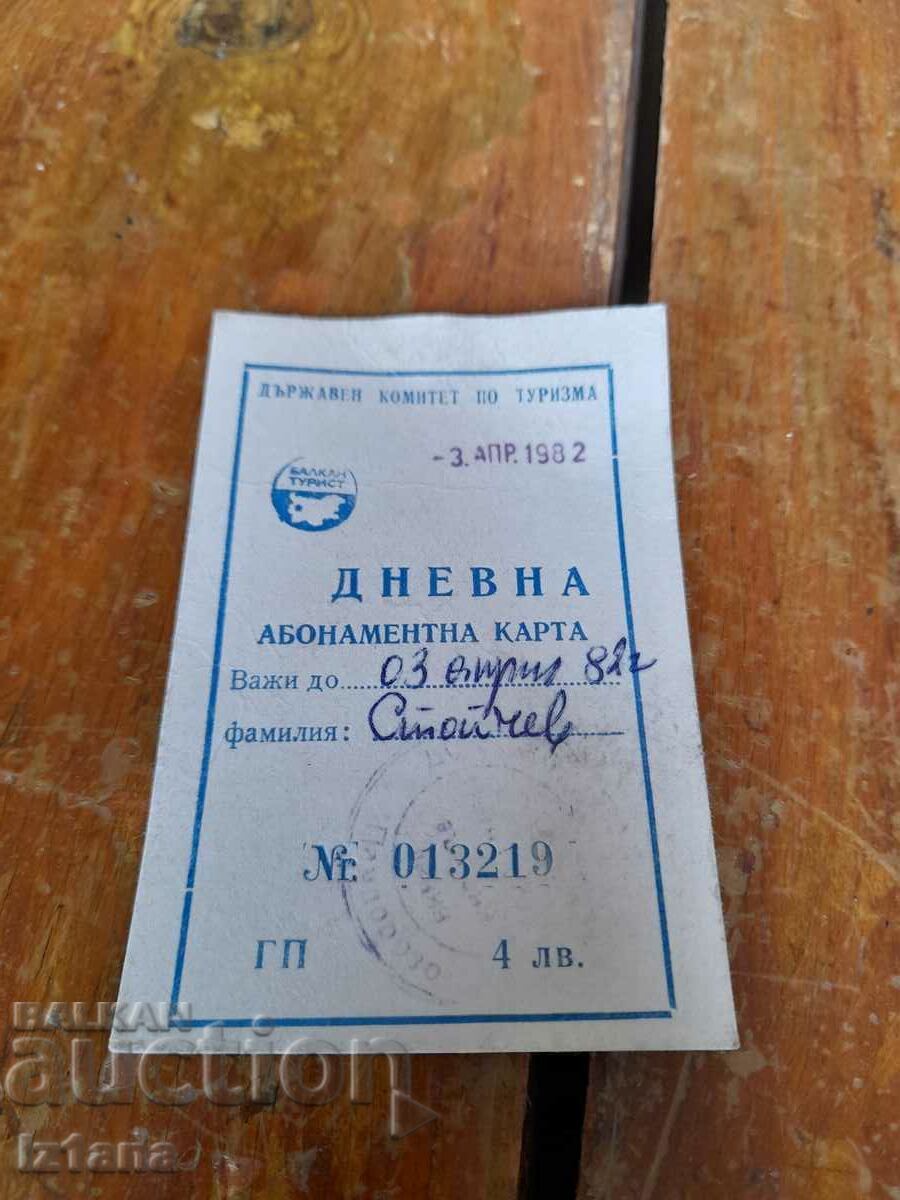 ДЪРЖАВЕН КОМИТЕТ ПО ТУРИЗМА
-3. АПР. 1982
БАЛКАН
ТУРИСТ
ДНЕВНА
АБОНАМЕНТНА КАРТА
Важи до 03 април 82г
фамилия: Стойчев
№ 013219
ГП 4 лв.
BALKAN
auction
Iz1ana